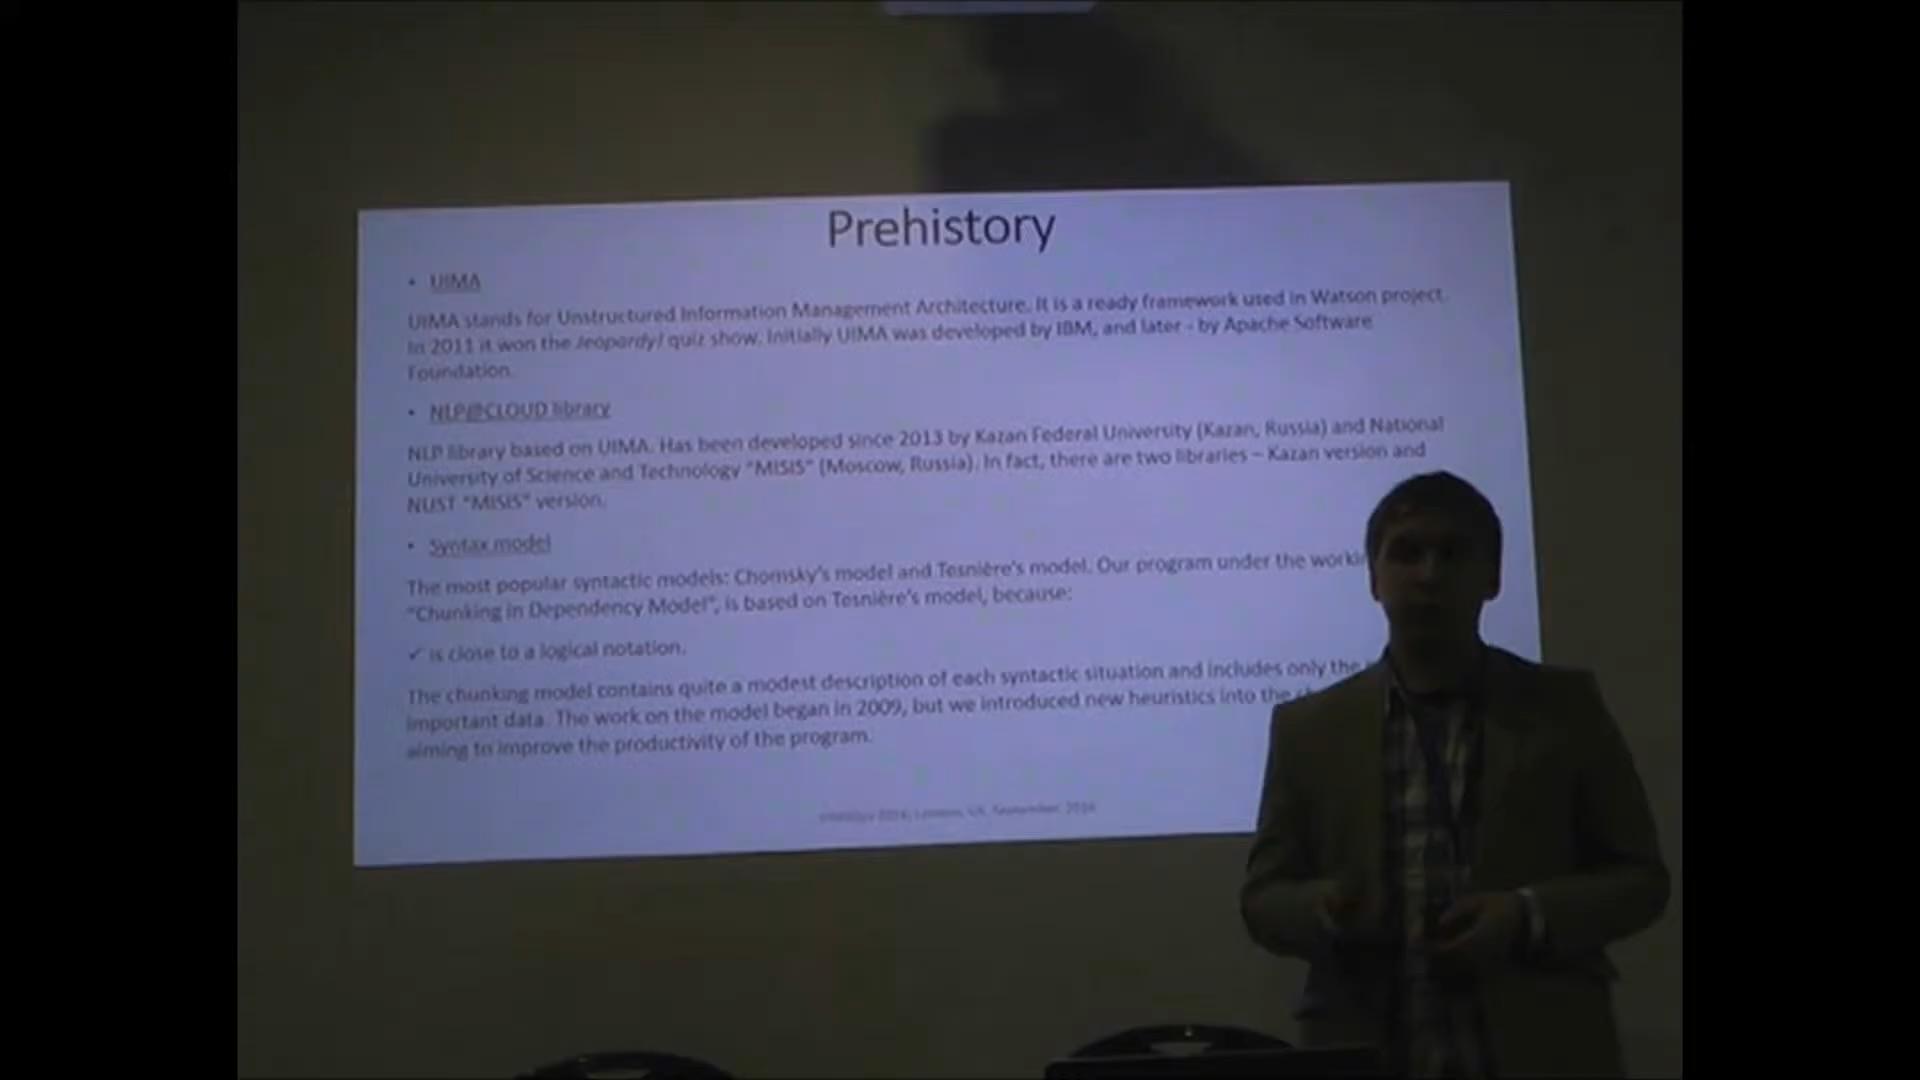 Prehistory
• UIMA
UIMA stands for Unstructured Information Management Architecture. It is a ready framework used in Watson project.
In 2011 it won the Jeopardy! quiz show. Initially UIMA was developed by IBM, and later - by Apache Software
Foundation.
• NLP@CLOUD library
NLP library based on UIMA. Has been developed since 2013 by Kazan Federal University (Kazan, Russia) and National
University of Science and Technology "MISIS" (Moscow, Russia). In fact, there are two libraries – Kazan version and
NUST "MISIS" version.
• Syntax model
The most popular syntactic models: Chomsky's model and Tesnière's model. Our program under the
"Chunking in Dependency Model", is based on Tesnière's model, because:
✓ is close to a logical notation.
The chunking model contains quite a modest description of each syntactic situation and includes only the
important data. The work on the model began in 2009, but we introduced new heuristics into the
aiming to improve the productivity of the program.
2016, London, UK, September, 2016